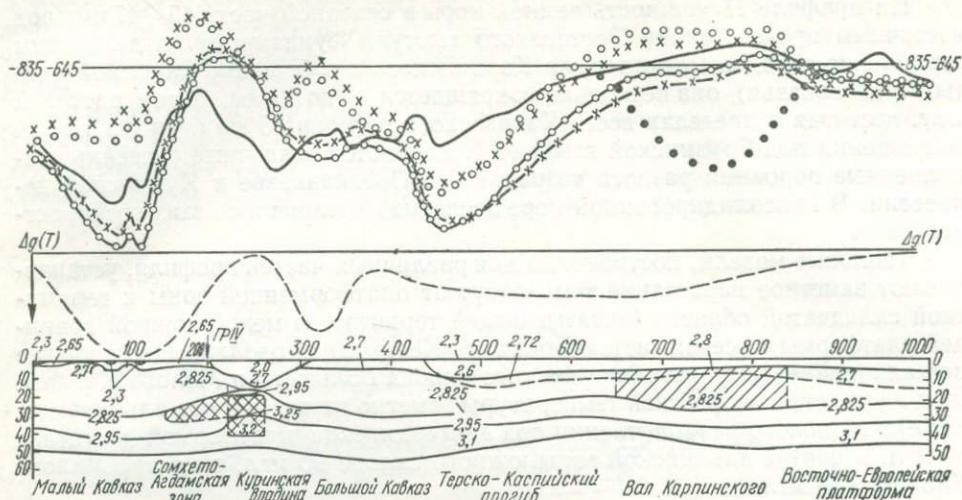 -835-645
-835-645
Δg(T)
Δg(T)
2,3 2,65 100 2,65 ГР IV 300 2,7 400 2,3 500 2,72 600 700 2,8 800 900 1000
0 2,7 2,7 2,6 2,7 0
10 2,3 2,825 2,7 2,95 2,825 10
20 2,825 2,825 20
30 2,825 3,25 30
40 2,95 3,2 2,95 40
50 3,1 3,1 50
60
Малый Кавказ Сомхето-Агдамская зона Куринская впадина Большой Кавказ Терско-Каспийский прогиб Вал Карпинского Восточно-Европейская платформа